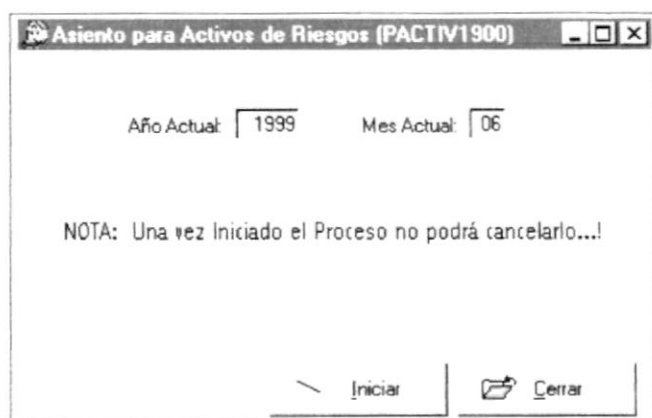 Asiento para Activos de Riesgos (PACTIV1900)
Año Actual: 1999 Mes Actual: 06
NOTA: Una vez Iniciado el Proceso no podrá cancelarlo...!
Iniciar Cerrar